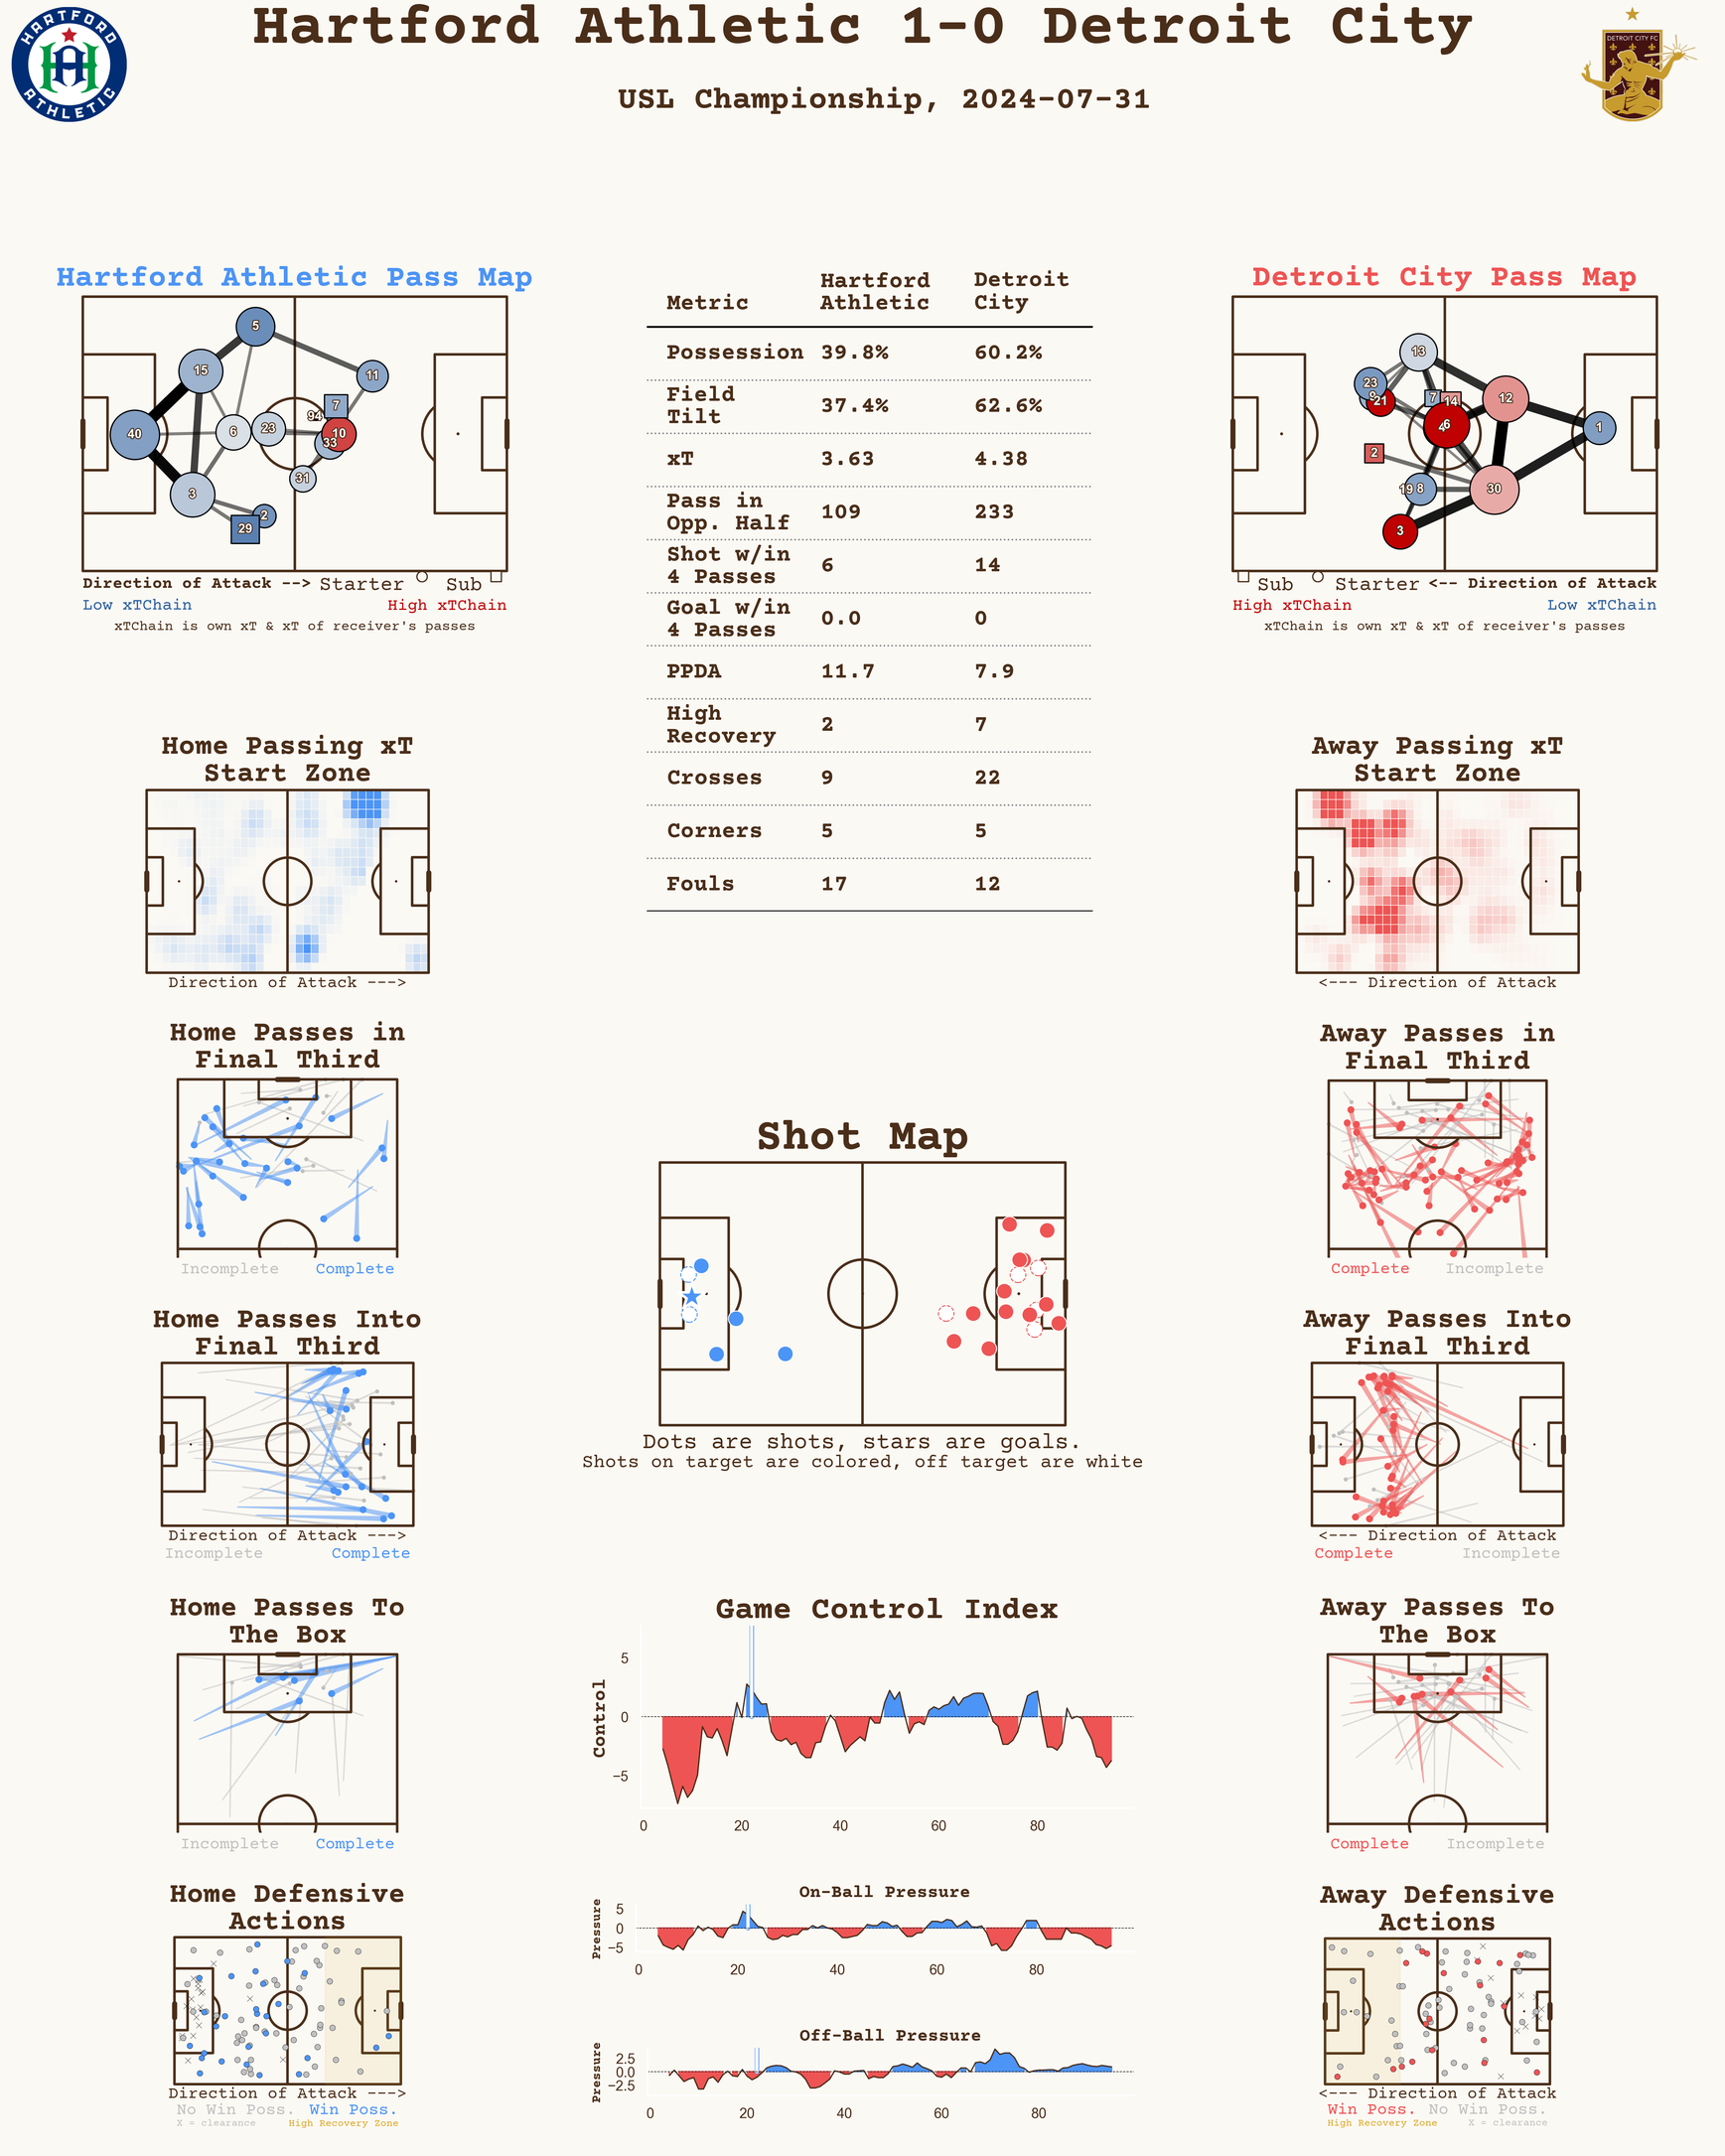 Hartford Athletic 1-0 Detroit City
USL Championship, 2024-07-31
HARTFORD
ATHLETIC
DETROIT CITY FC
Hartford Athletic Pass Map
5
15
11
7
94
40
6
23
10
33
31
3
2
29
Direction of Attack --> Starter Sub
Low xTChain High xTChain
xTChain is own xT & xT of receiver's passes
Metric Hartford Athletic Detroit City
Possession 39.8% 60.2%
Field Tilt 37.4% 62.6%
xT 3.63 4.38
Pass in Opp. Half 109 233
Shot w/in 4 Passes 6 14
Goal w/in 4 Passes 0.0 0
PPDA 11.7 7.9
High Recovery 2 7
Crosses 9 22
Corners 5 5
Fouls 17 12
Detroit City Pass Map
13
23
9
21
7
14
12
4
6
1
2
19
8
30
3
Sub Starter <-- Direction of Attack
High xTChain Low xTChain
xTChain is own xT & xT of receiver's passes
Home Passing xT
Start Zone
Direction of Attack --->
Away Passing xT
Start Zone
<--- Direction of Attack
Home Passes in
Final Third
Incomplete Complete
Away Passes in
Final Third
Complete Incomplete
Shot Map
Dots are shots, stars are goals.
Shots on target are colored, off target are white
Home Passes Into
Final Third
Direction of Attack --->
Incomplete Complete
Away Passes Into
Final Third
<--- Direction of Attack
Complete Incomplete
Home Passes To
The Box
Incomplete Complete
Game Control Index
Control
5
0
−5
0 20 40 60 80
Away Passes To
The Box
Complete Incomplete
Home Defensive
Actions
Direction of Attack --->
No Win Poss. Win Poss.
X = clearance High Recovery Zone
On-Ball Pressure
Pressure
5
0
−5
0 20 40 60 80
Off-Ball Pressure
Pressure
2.5
0.0
−2.5
0 20 40 60 80
Away Defensive
Actions
<--- Direction of Attack
Win Poss. No Win Poss.
High Recovery Zone X = clearance